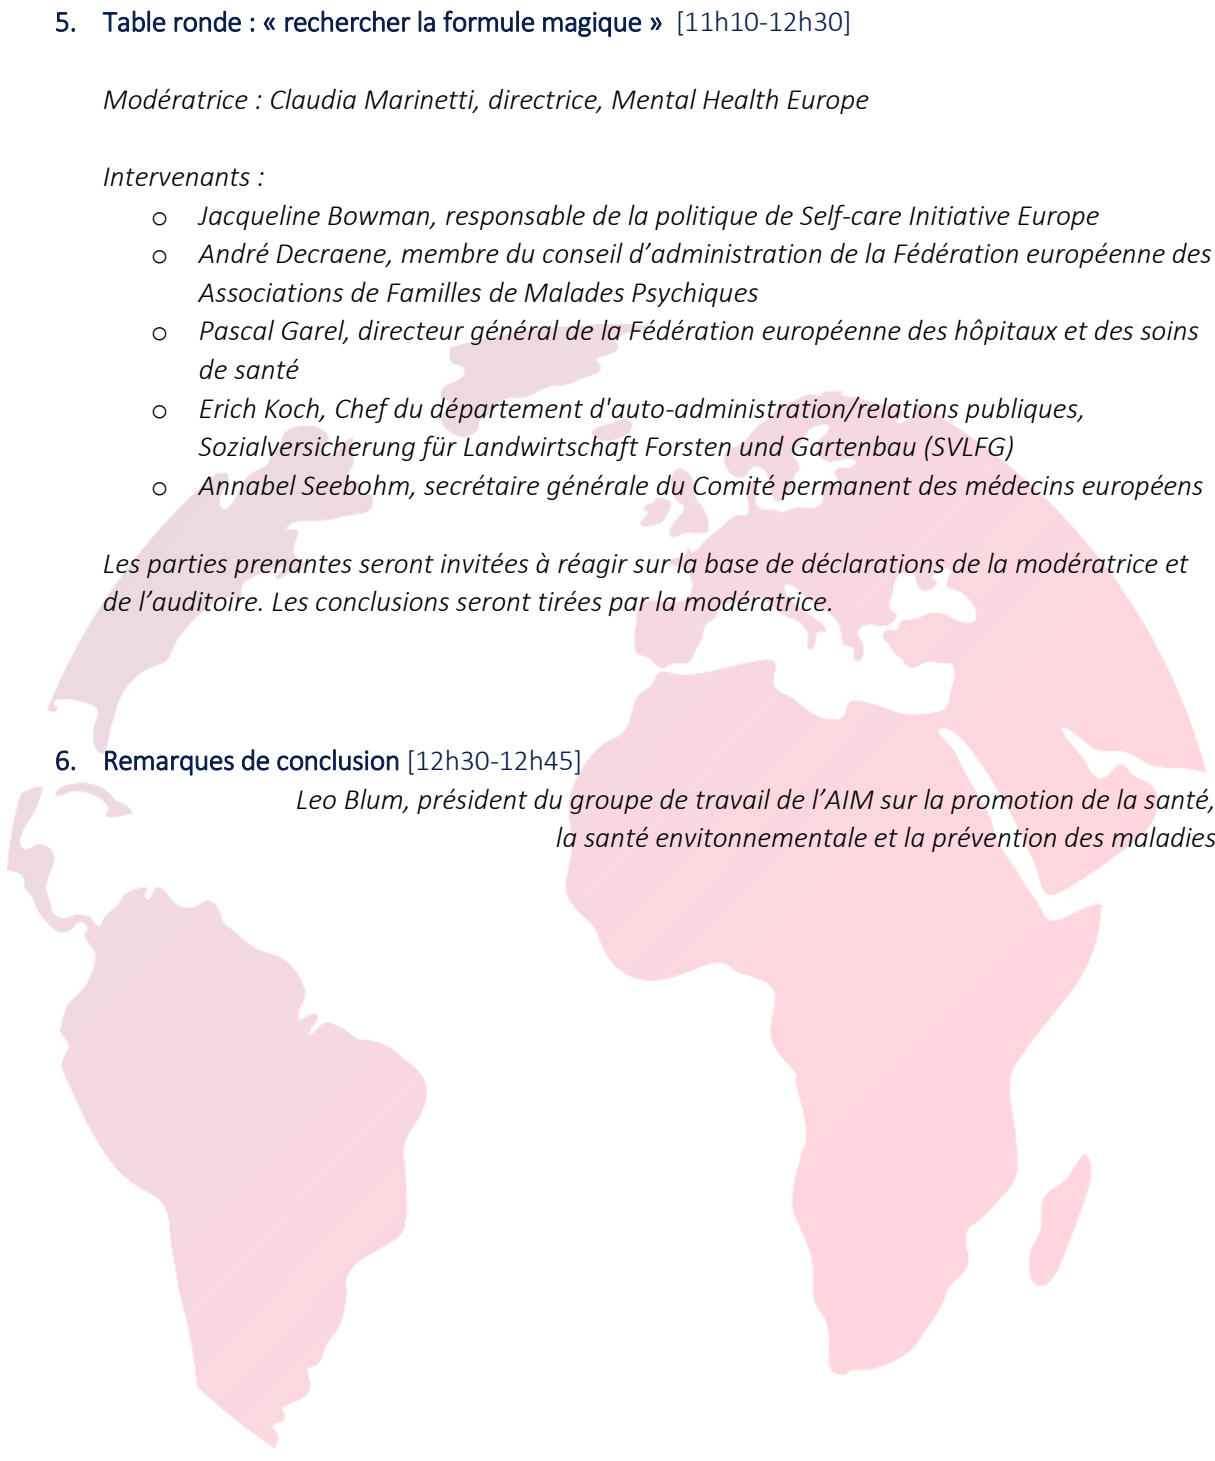 5. Table ronde : « rechercher la formule magique » [11h10-12h30]
Modératrice : Claudia Marinetti, directrice, Mental Health Europe
Intervenants :
o Jacqueline Bowman, responsable de la politique de Self-care Initiative Europe
o André Decraene, membre du conseil d’administration de la Fédération européenne des
Associations de Familles de Malades Psychiques
o Pascal Garel, directeur général de la Fédération européenne des hôpitaux et des soins
de santé
o Erich Koch, Chef du département d'auto-administration/relations publiques,
Sozialversicherung für Landwirtschaft Forsten und Gartenbau (SVLFG)
o Annabel Seebohm, secrétaire générale du Comité permanent des médecins européens
Les parties prenantes seront invitées à réagir sur la base de déclarations de la modératrice et
de l’auditoire. Les conclusions seront tirées par la modératrice.
6. Remarques de conclusion [12h30-12h45]
Leo Blum, président du groupe de travail de l’AIM sur la promotion de la santé,
la santé envitonnementale et la prévention des maladies